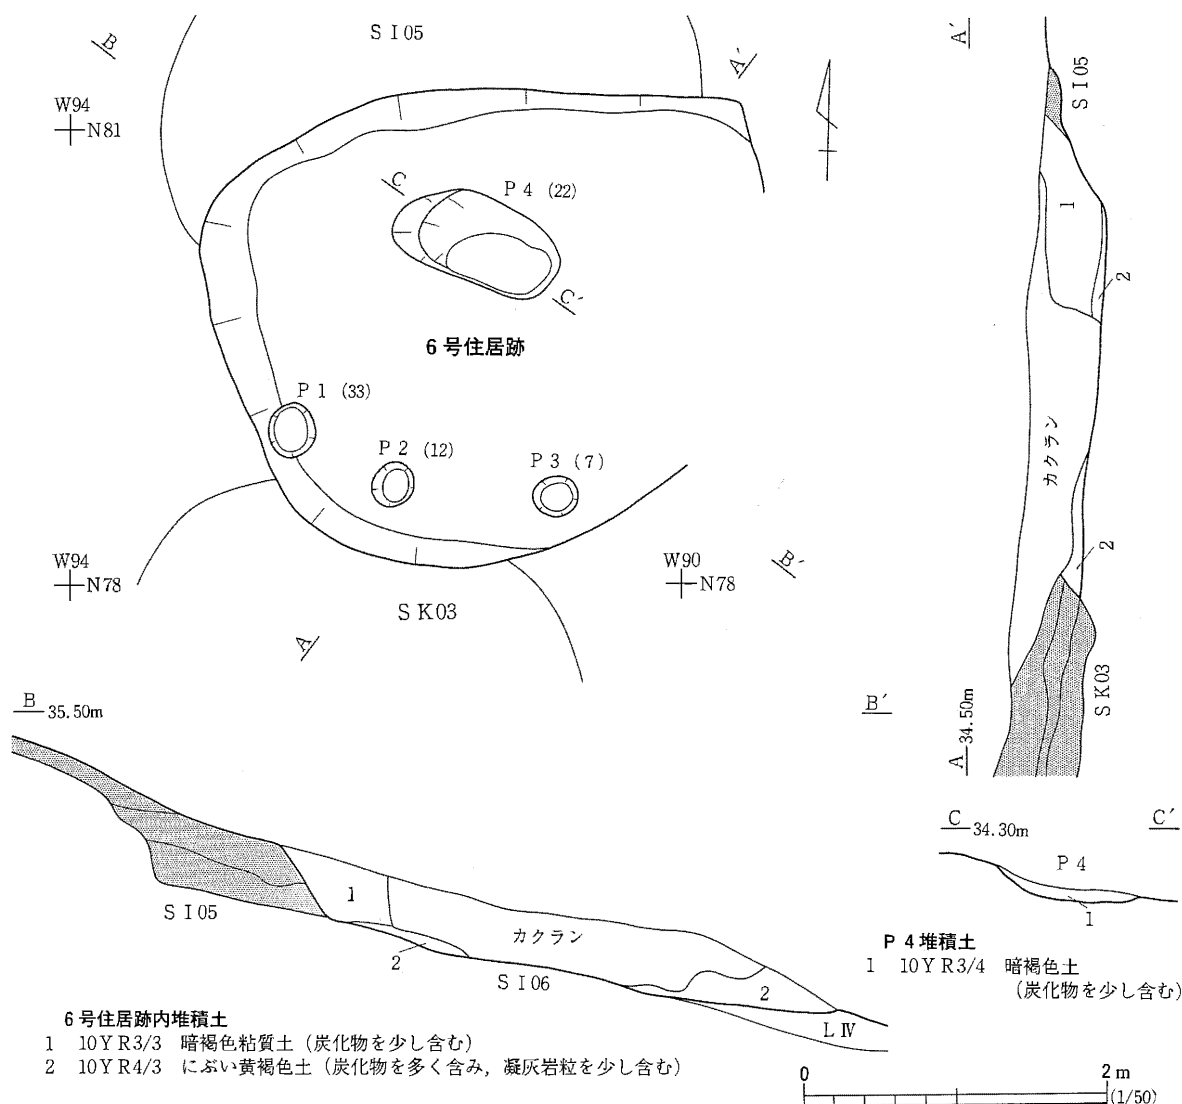 S I 05
B
A′
W94
N81
C
P 4 (22)
C′
6号住居跡
P 1 (33)
P 2 (12)
P 3 (7)
W94
N78
W90
N78
B′
S K03
A
A′
S I 05
1
2
カクラン
2
S K03
A 34.50m
B 35.50m
B′
1
S I 05
2
カクラン
S I 06
2
L Ⅳ
C 34.30m
C′
P 4
1
P 4 堆積土
1 10Y R3/4 暗褐色土
(炭化物を少し含む)
6号住居跡内堆積土
1 10Y R3/3 暗褐色粘質土（炭化物を少し含む）
2 10Y R4/3 にぶい黄褐色土（炭化物を多く含み，凝灰岩粒を少し含む）
0 2 m
(1/50)